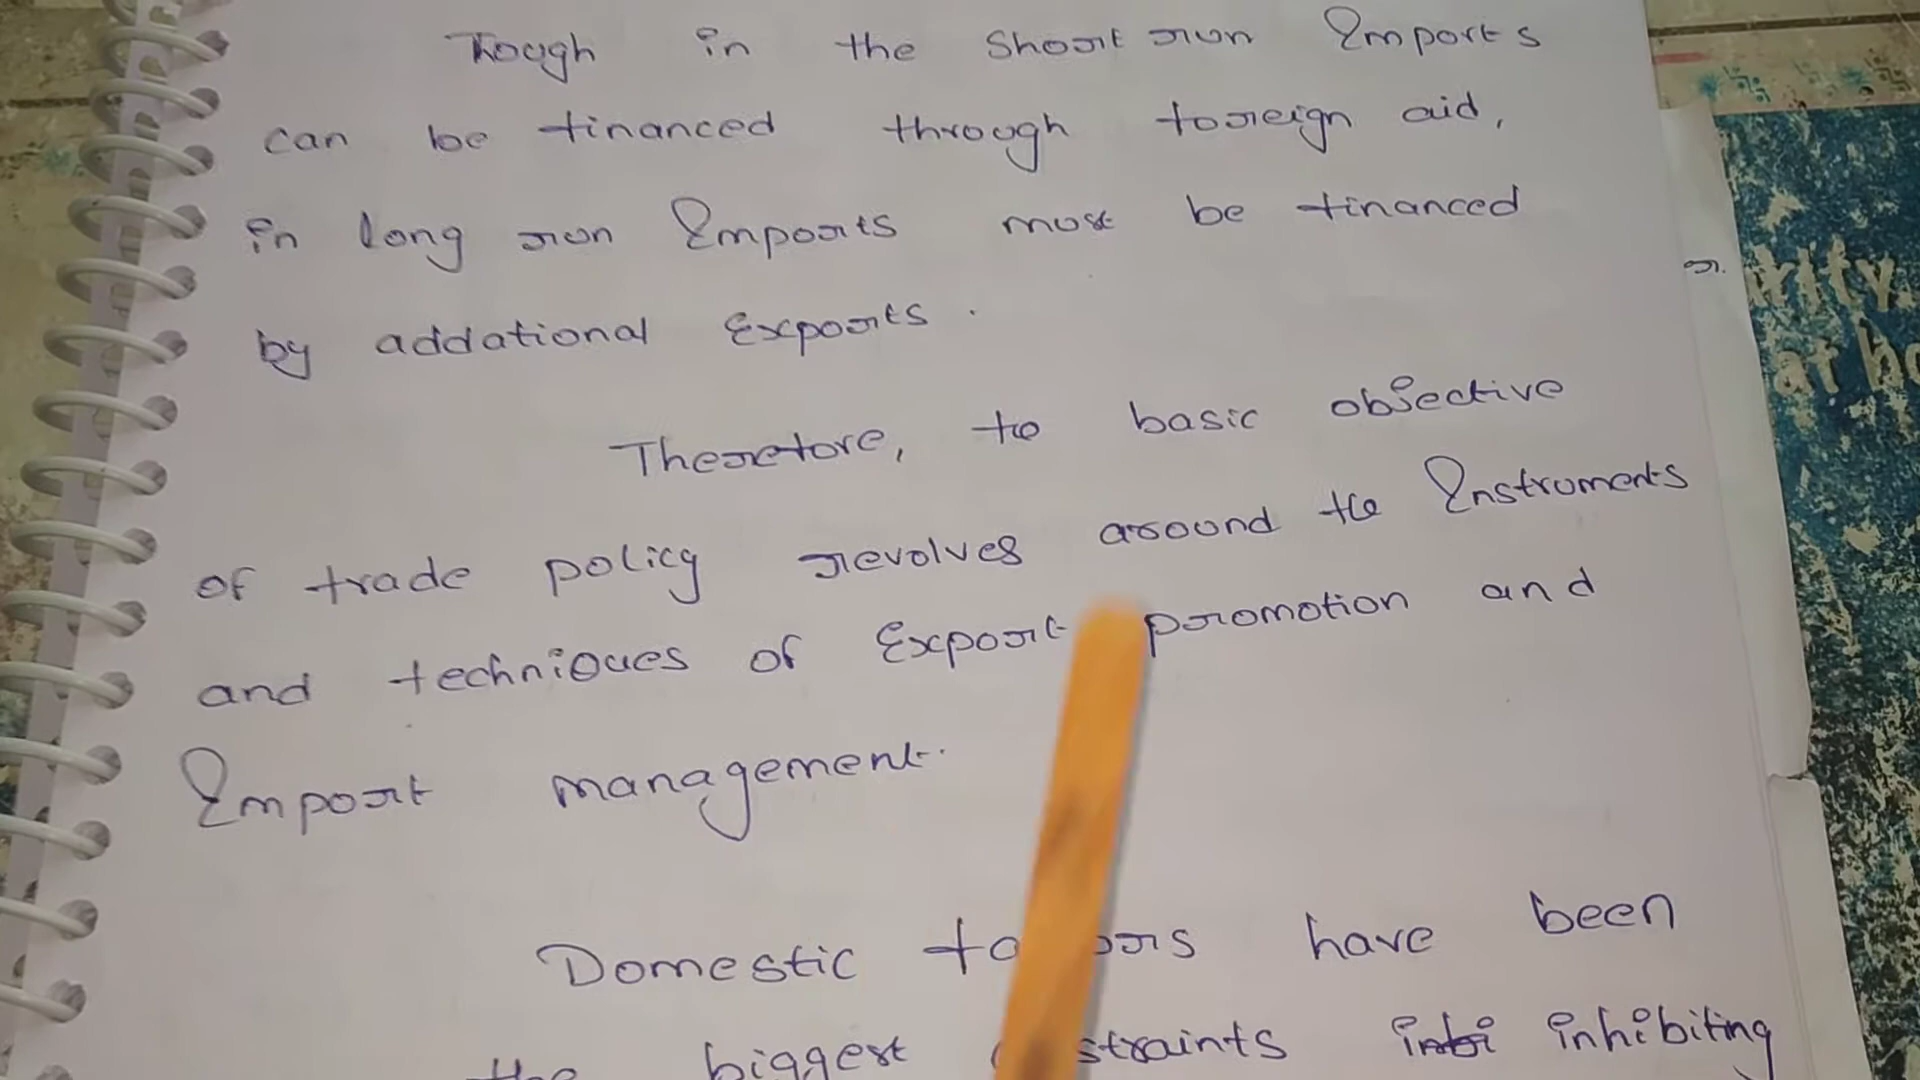 Though in the short run Imports
can be financed through foreign aid,
in long run Imports must be financed
by addational Exports.
Therefore, the basic objective
of trade policy revolves around the Instruments
and techniques of Export promotion and
Import management.
Domestic have been
the biggest inhibiting